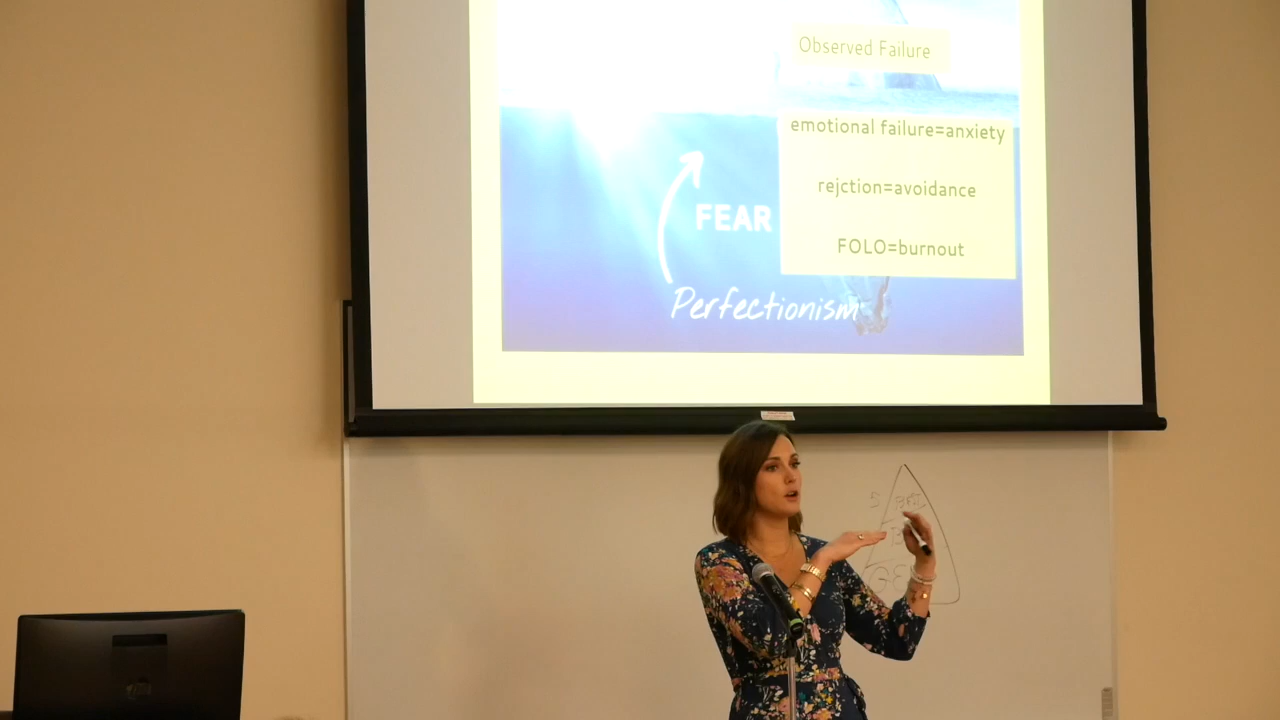 Observed Failure
emotional failure=anxiety
rejction=avoidance
FEAR
FOLO=burnout
Perfectionism